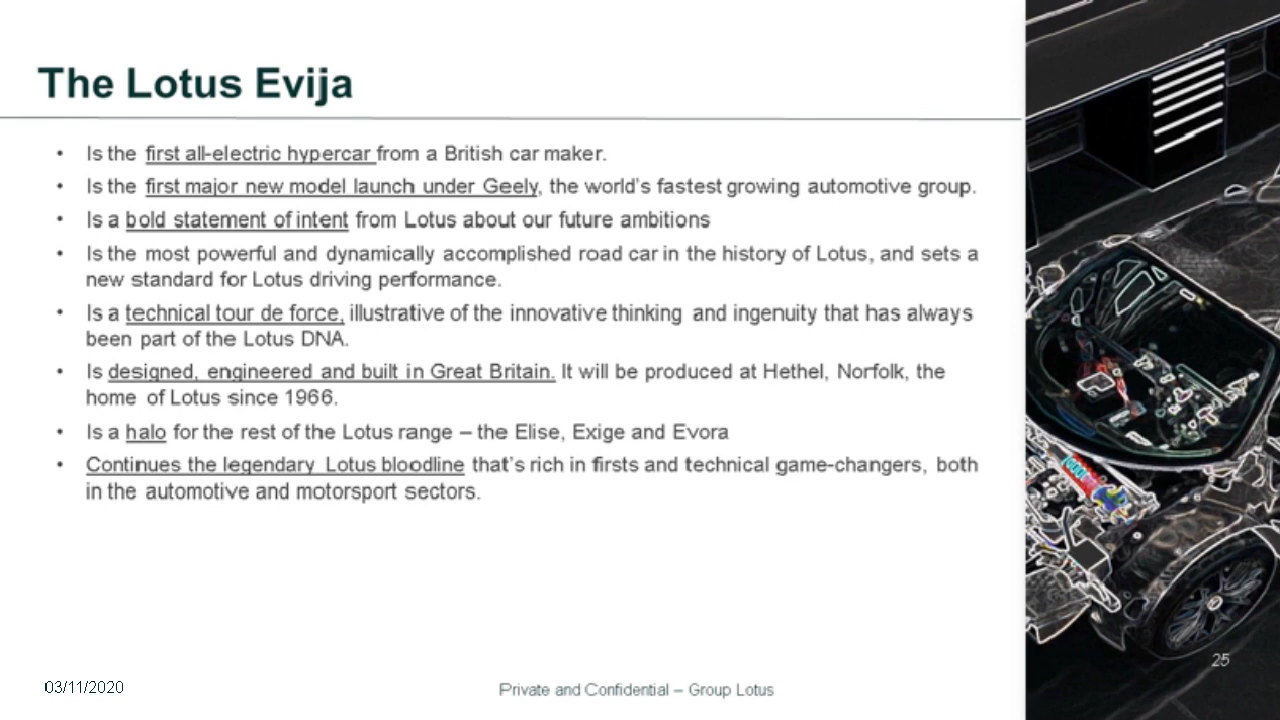 The Lotus Evija
• Is the first all-electric hypercar from a British car maker.
• Is the first major new model launch under Geely, the world's fastest growing automotive group.
• Is a bold statement of intent from Lotus about our future ambitions
• Is the most powerful and dynamically accomplished road car in the history of Lotus, and sets a
new standard for Lotus driving performance.
• Is a technical tour de force, illustrative of the innovative thinking and ingenuity that has always
been part of the Lotus DNA.
• Is designed, engineered and built in Great Britain. It will be produced at Hethel, Norfolk, the
home of Lotus since 1966.
• Is a halo for the rest of the Lotus range – the Elise, Exige and Evora
• Continues the legendary Lotus bloodline that's rich in firsts and technical game-changers, both
in the automotive and motorsport sectors.
25
03/11/2020
Private and Confidential – Group Lotus